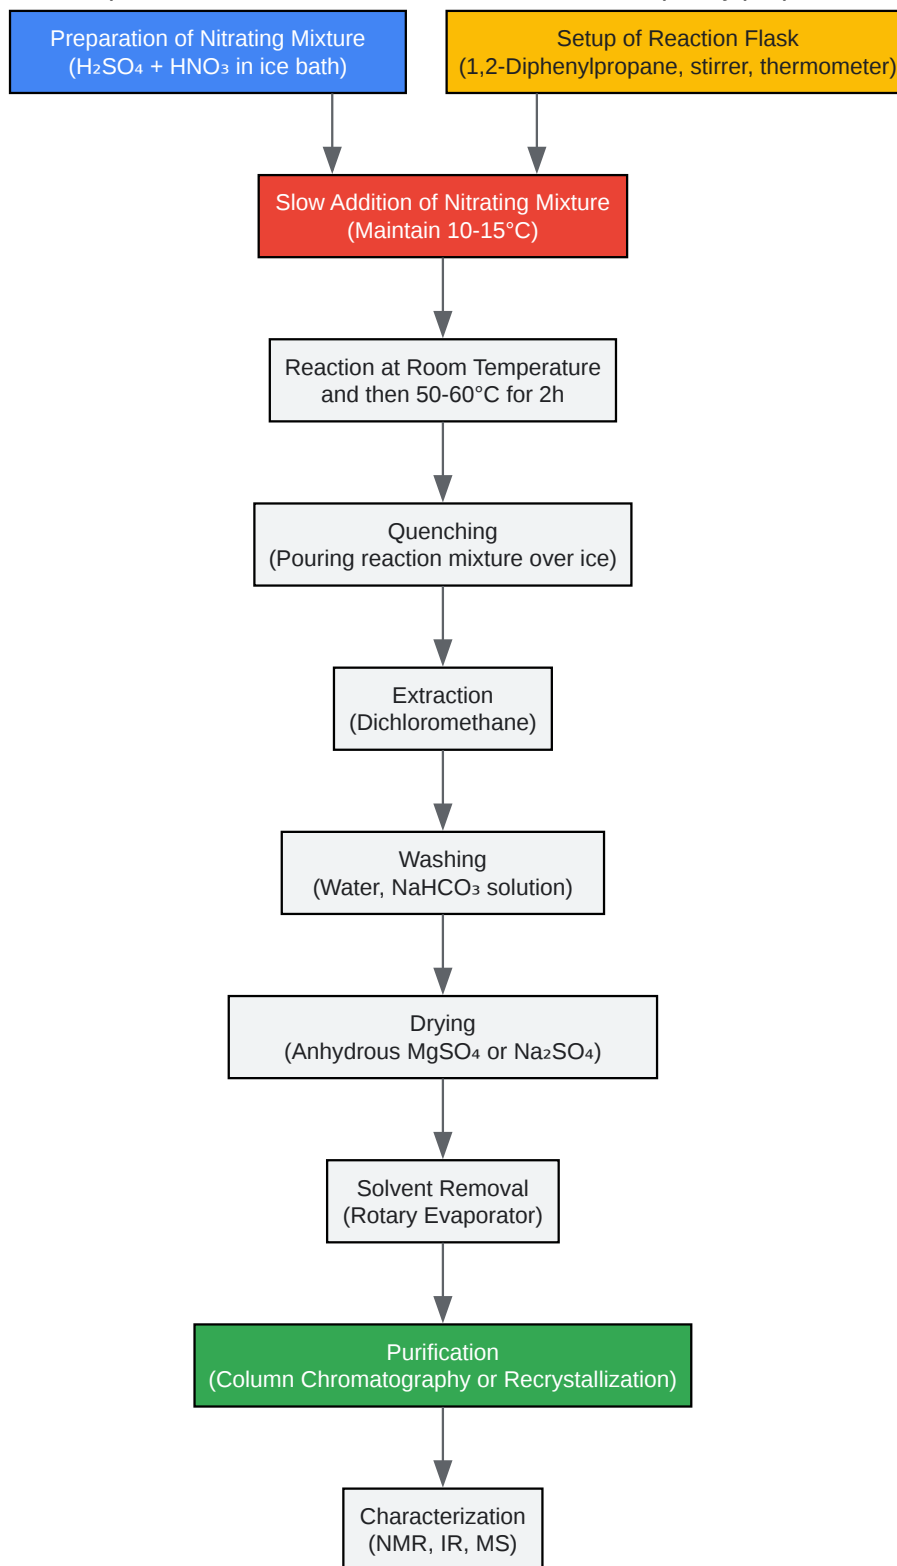 Preparation of Nitrating Mixture
(H₂SO₄ + HNO₃ in ice bath)
Setup of Reaction Flask
(1,2-Diphenylpropane, stirrer, thermometer)
Slow Addition of Nitrating Mixture
(Maintain 10-15°C)
Reaction at Room Temperature
and then 50-60°C for 2h
Quenching
(Pouring reaction mixture over ice)
Extraction
(Dichloromethane)
Washing
(Water, NaHCO₃ solution)
Drying
(Anhydrous MgSO₄ or Na₂SO₄)
Solvent Removal
(Rotary Evaporator)
Purification
(Column Chromatography or Recrystallization)
Characterization
(NMR, IR, MS)